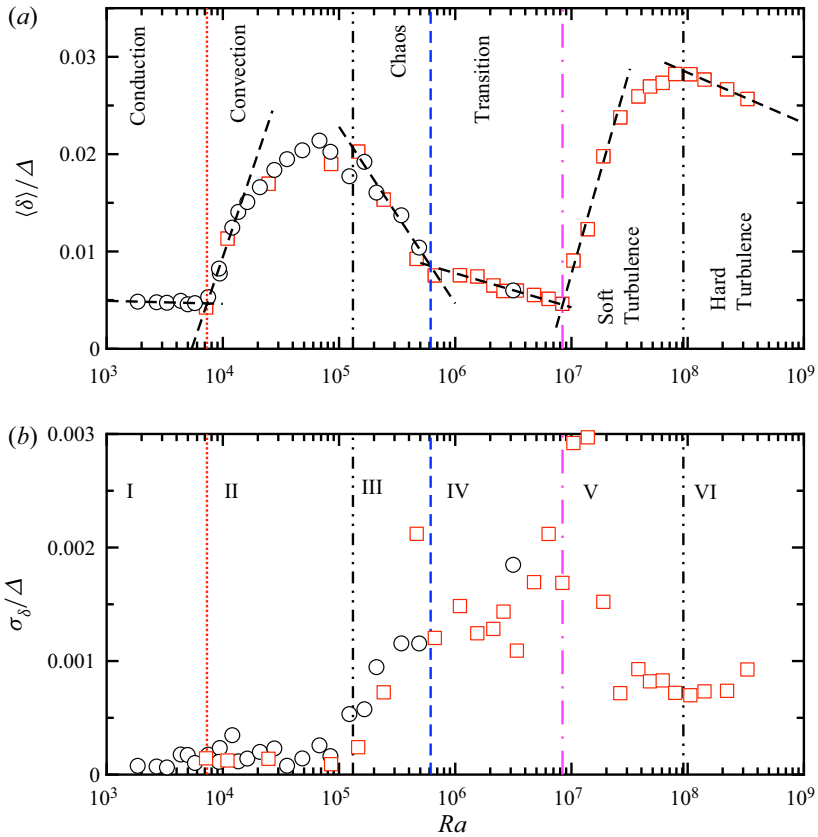 (a)
0.03
0.02
0.01
0
⟨δ⟩/Δ
Conduction
Convection
Chaos
Transition
Soft
Turbulence
Hard
Turbulence
10³ 10⁴ 10⁵ 10⁶ 10⁷ 10⁸ 10⁹
(b)
0.003
0.002
0.001
0
σ_δ/Δ
I II III IV V VI
10³ 10⁴ 10⁵ 10⁶ 10⁷ 10⁸ 10⁹
Ra